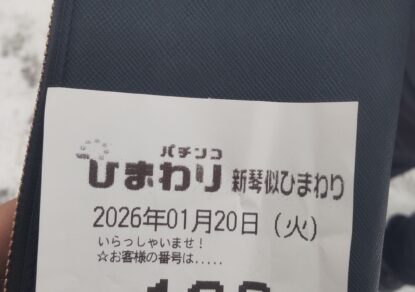 パチンコ
ひまわり 新琴似ひまわり
2026年01月20日（火）
いらっしゃいませ！
☆お客様の番号は.....